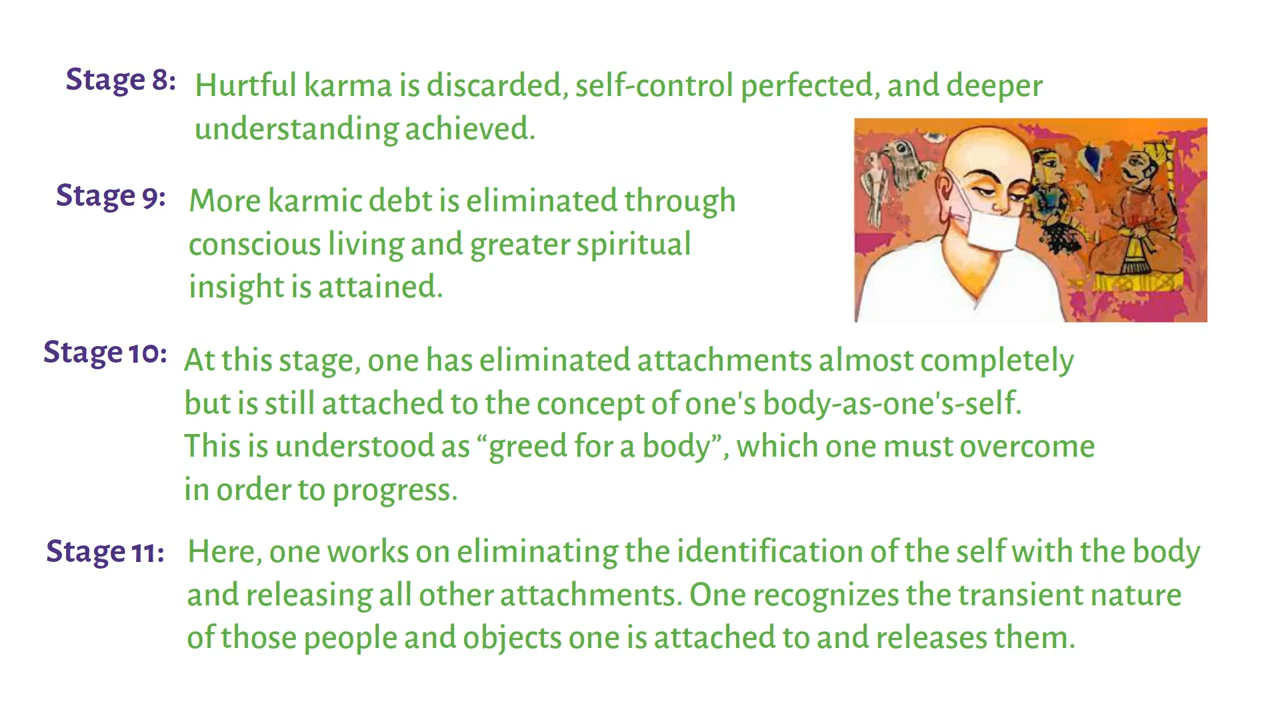 Stage 8: Hurtful karma is discarded, self-control perfected, and deeper
understanding achieved.
Stage 9: More karmic debt is eliminated through
conscious living and greater spiritual
insight is attained.
Stage 10: At this stage, one has eliminated attachments almost completely
but is still attached to the concept of one's body-as-one's-self.
This is understood as “greed for a body”, which one must overcome
in order to progress.
Stage 11: Here, one works on eliminating the identification of the self with the body
and releasing all other attachments. One recognizes the transient nature
of those people and objects one is attached to and releases them.